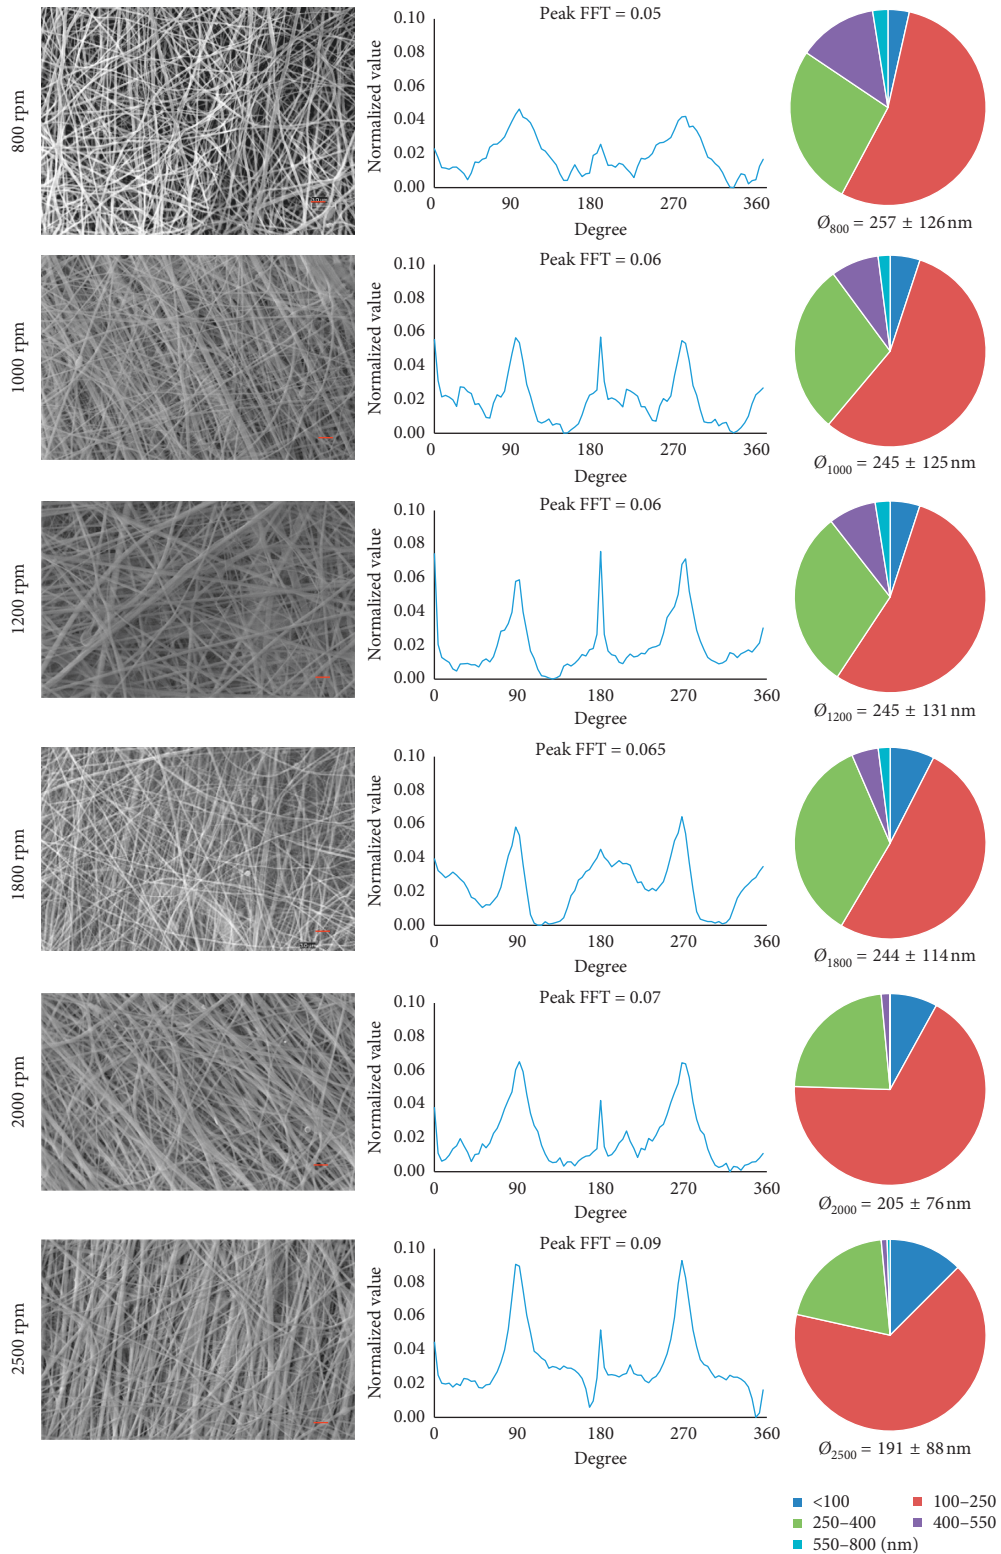 800 rpm
Peak FFT = 0.05
Normalized value
0.10
0.08
0.06
0.04
0.02
0.00
0 90 180 270 360
Degree
Ø800 = 257 ± 126 nm
1000 rpm
Peak FFT = 0.06
Normalized value
0.10
0.08
0.06
0.04
0.02
0.00
0 90 180 270 360
Degree
Ø1000 = 245 ± 125 nm
1200 rpm
Peak FFT = 0.06
Normalized value
0.10
0.08
0.06
0.04
0.02
0.00
0 90 180 270 360
Degree
Ø1200 = 245 ± 131 nm
1800 rpm
Peak FFT = 0.065
Normalized value
0.10
0.08
0.06
0.04
0.02
0.00
0 90 180 270 360
Degree
Ø1800 = 244 ± 114 nm
2000 rpm
Peak FFT = 0.07
Normalized value
0.10
0.08
0.06
0.04
0.02
0.00
0 90 180 270 360
Degree
Ø2000 = 205 ± 76 nm
2500 rpm
Peak FFT = 0.09
Normalized value
0.10
0.08
0.06
0.04
0.02
0.00
0 90 180 270 360
Degree
Ø2500 = 191 ± 88 nm
<100 100–250
250–400 400–550
550–800 (nm)